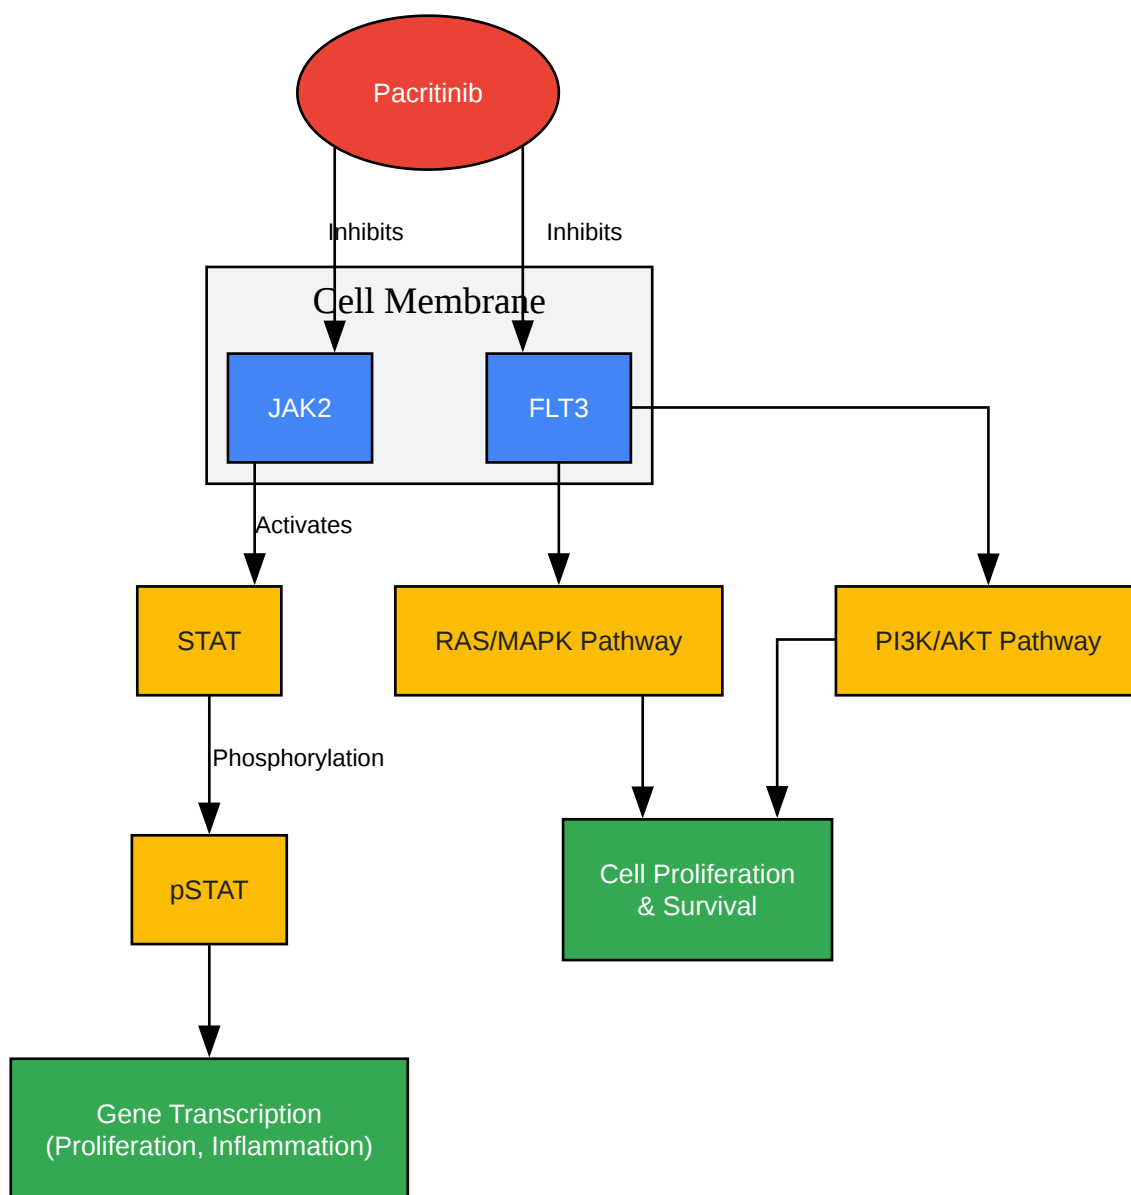 Pacritinib
Inhibits
Inhibits
Cell Membrane
JAK2
FLT3
Activates
STAT
RAS/MAPK Pathway
PI3K/AKT Pathway
Phosphorylation
Cell Proliferation
& Survival
pSTAT
Gene Transcription
(Proliferation, Inflammation)